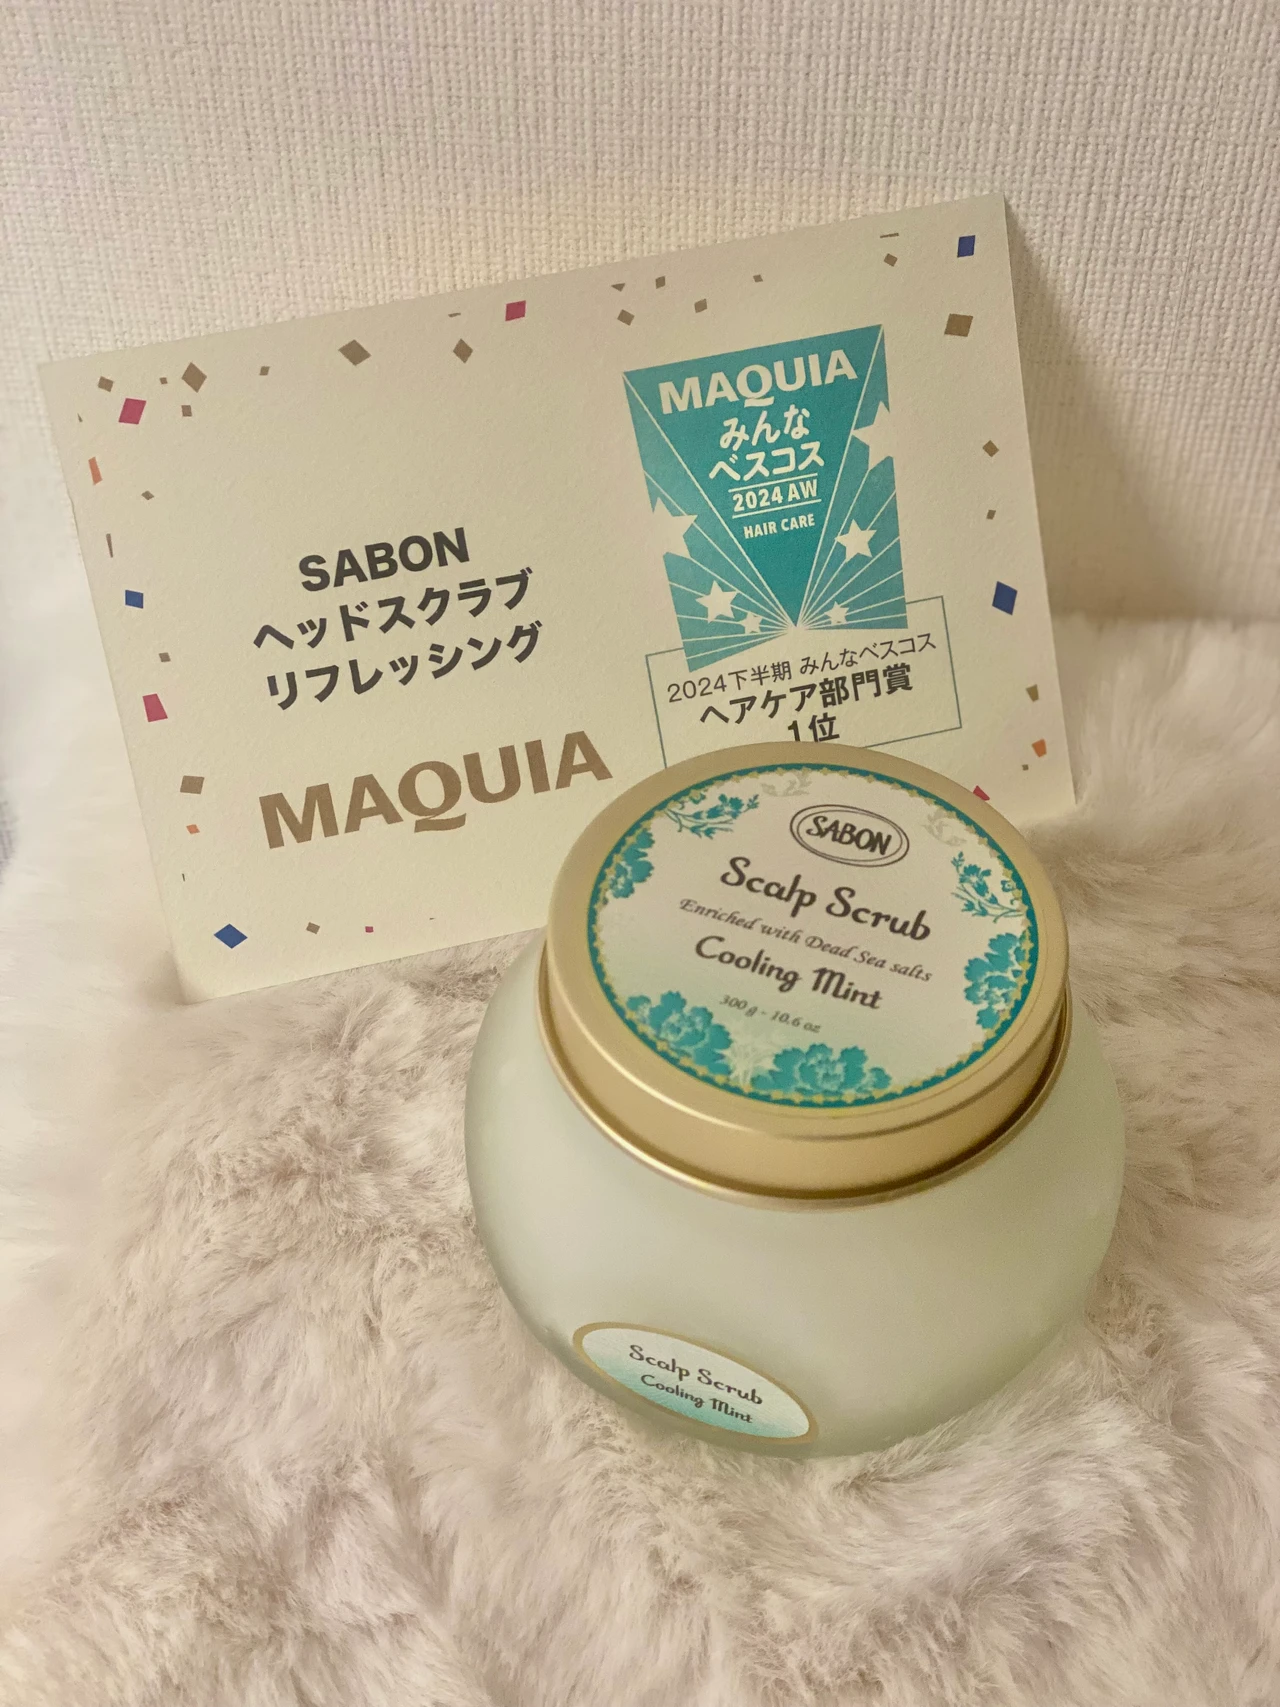 SABON
ヘッドスクラブ
リフレッシング
MAQUIA
MAQUIA
みんな
ベスコス
2024 AW
HAIR CARE
2024下半期 みんなベスコス
ヘアケア部門賞
1位
SABON
Scalp Scrub
Enriched with Dead Sea salts
Cooling Mint
300 g - 10.6 oz
Scalp Scrub
Cooling Mint